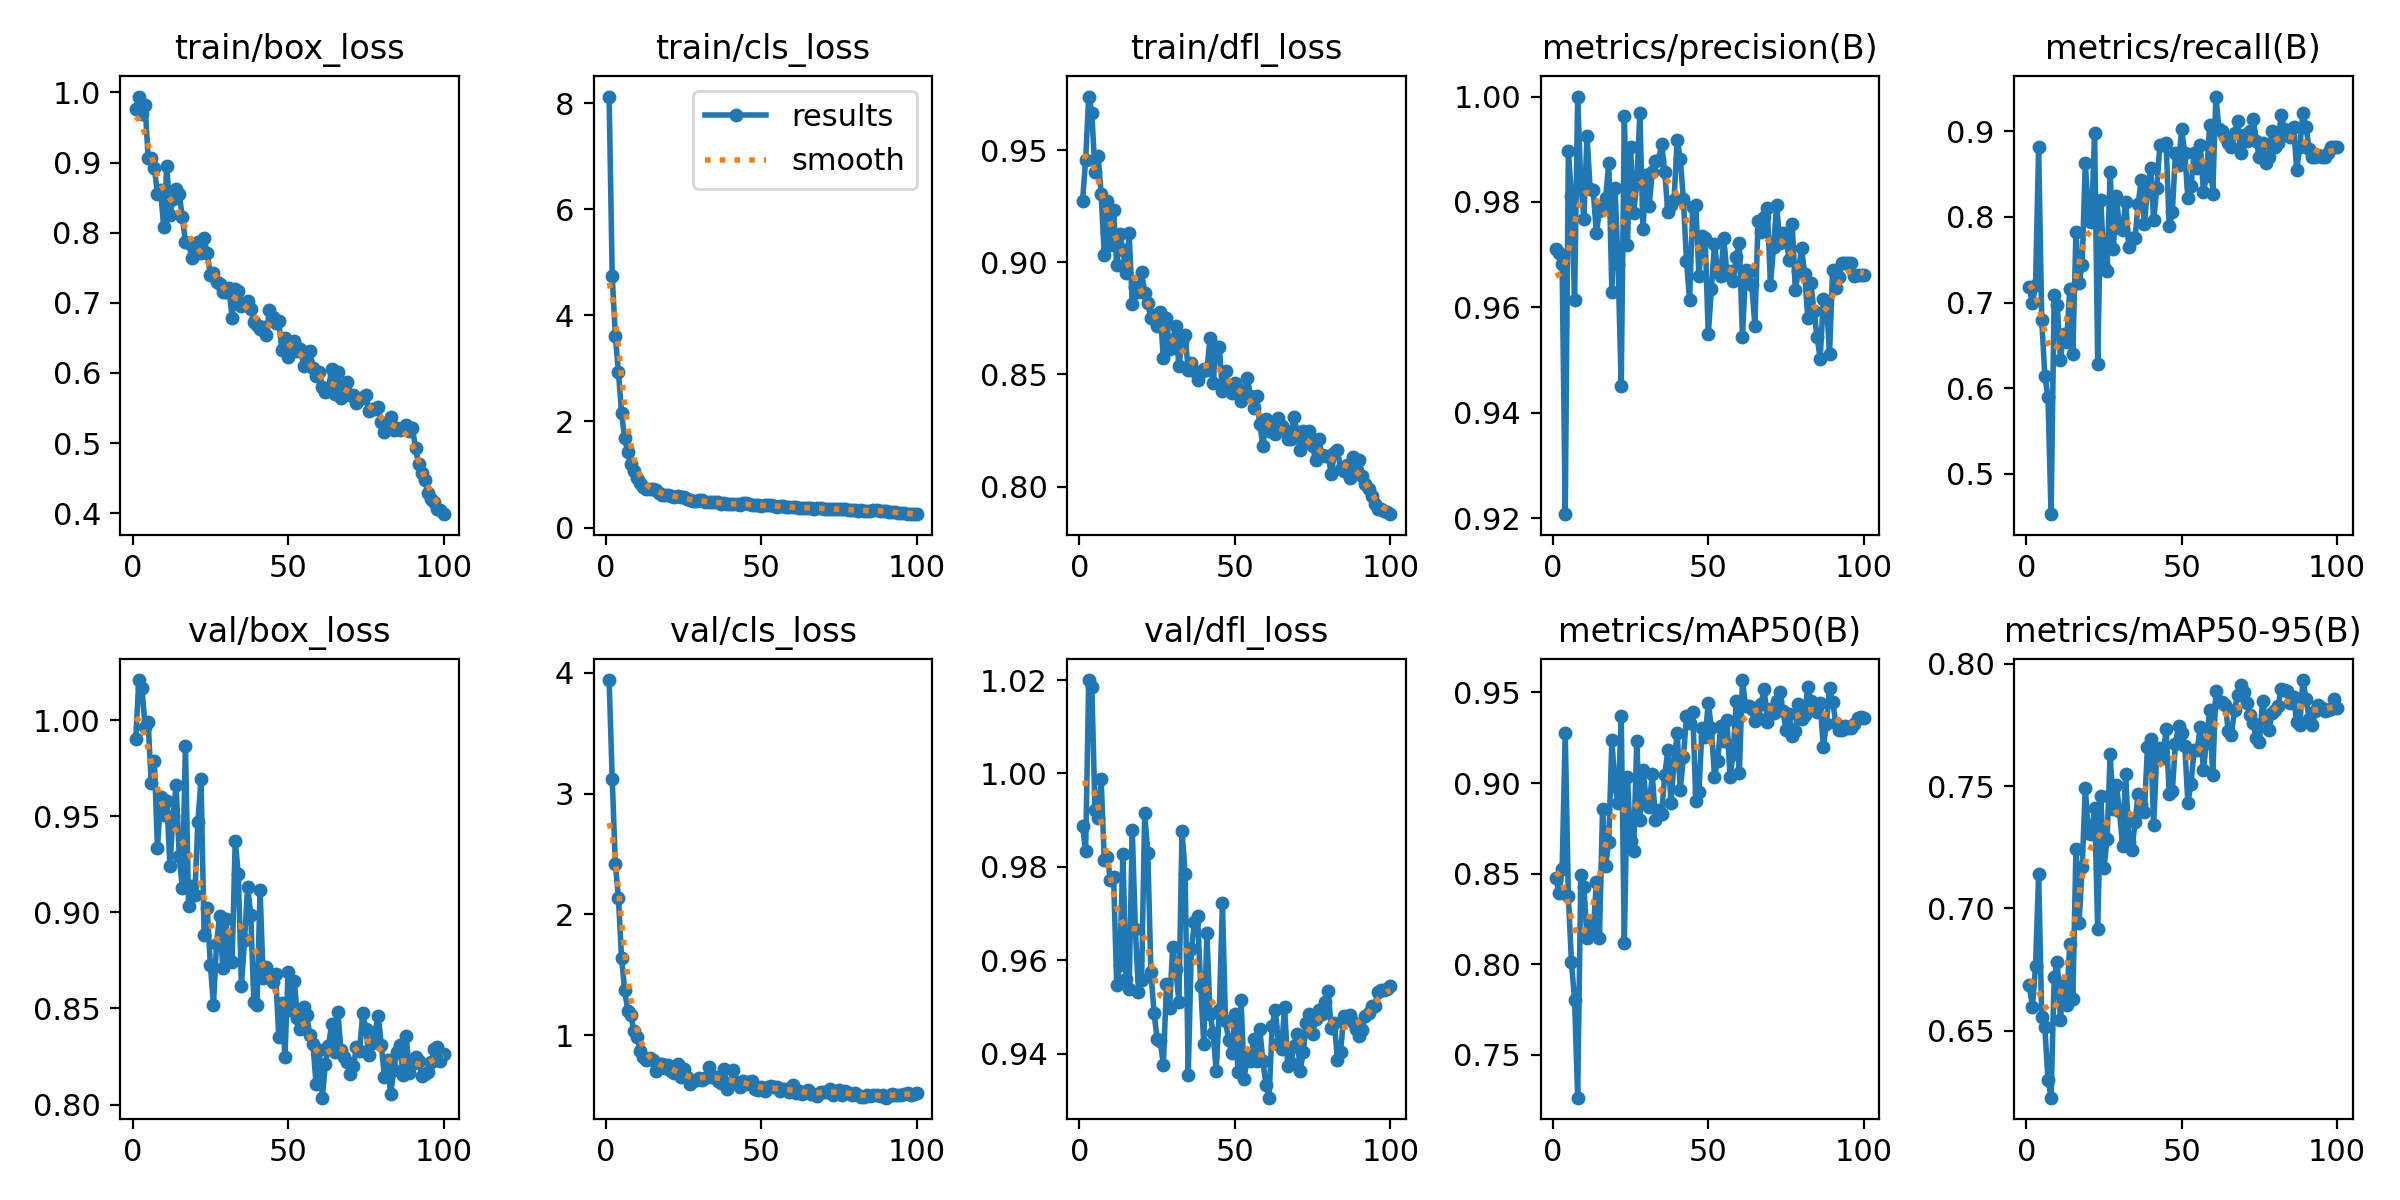 train/box_loss
1.0
0.9
0.8
0.7
0.6
0.5
0.4
0 50 100
train/cls_loss
results
smooth
8
6
4
2
0
0 50 100
train/dfl_loss
0.95
0.90
0.85
0.80
0 50 100
metrics/precision(B)
1.00
0.98
0.96
0.94
0.92
0 50 100
metrics/recall(B)
0.9
0.8
0.7
0.6
0.5
0 50 100
val/box_loss
1.00
0.95
0.90
0.85
0.80
0 50 100
val/cls_loss
4
3
2
1
0 50 100
val/dfl_loss
1.02
1.00
0.98
0.96
0.94
0 50 100
metrics/mAP50(B)
0.95
0.90
0.85
0.80
0.75
0 50 100
metrics/mAP50-95(B)
0.80
0.75
0.70
0.65
0 50 100